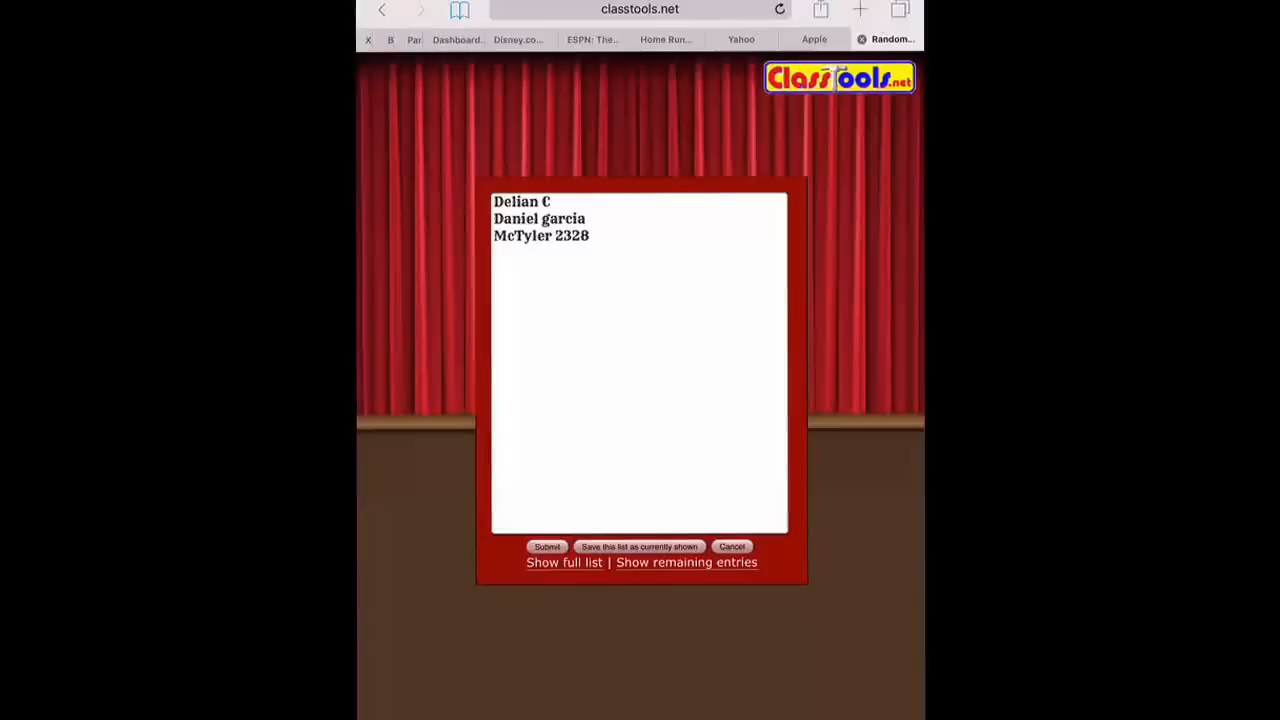 classtools.net
X B Par Dashboard... Disney.co... ESPN: The... Home Run... Yahoo Apple Random...
ClassTools.net
Delian C
Daniel garcia
McTyler 2328
Submit Save this list as currently shown Cancel
Show full list | Show remaining entries